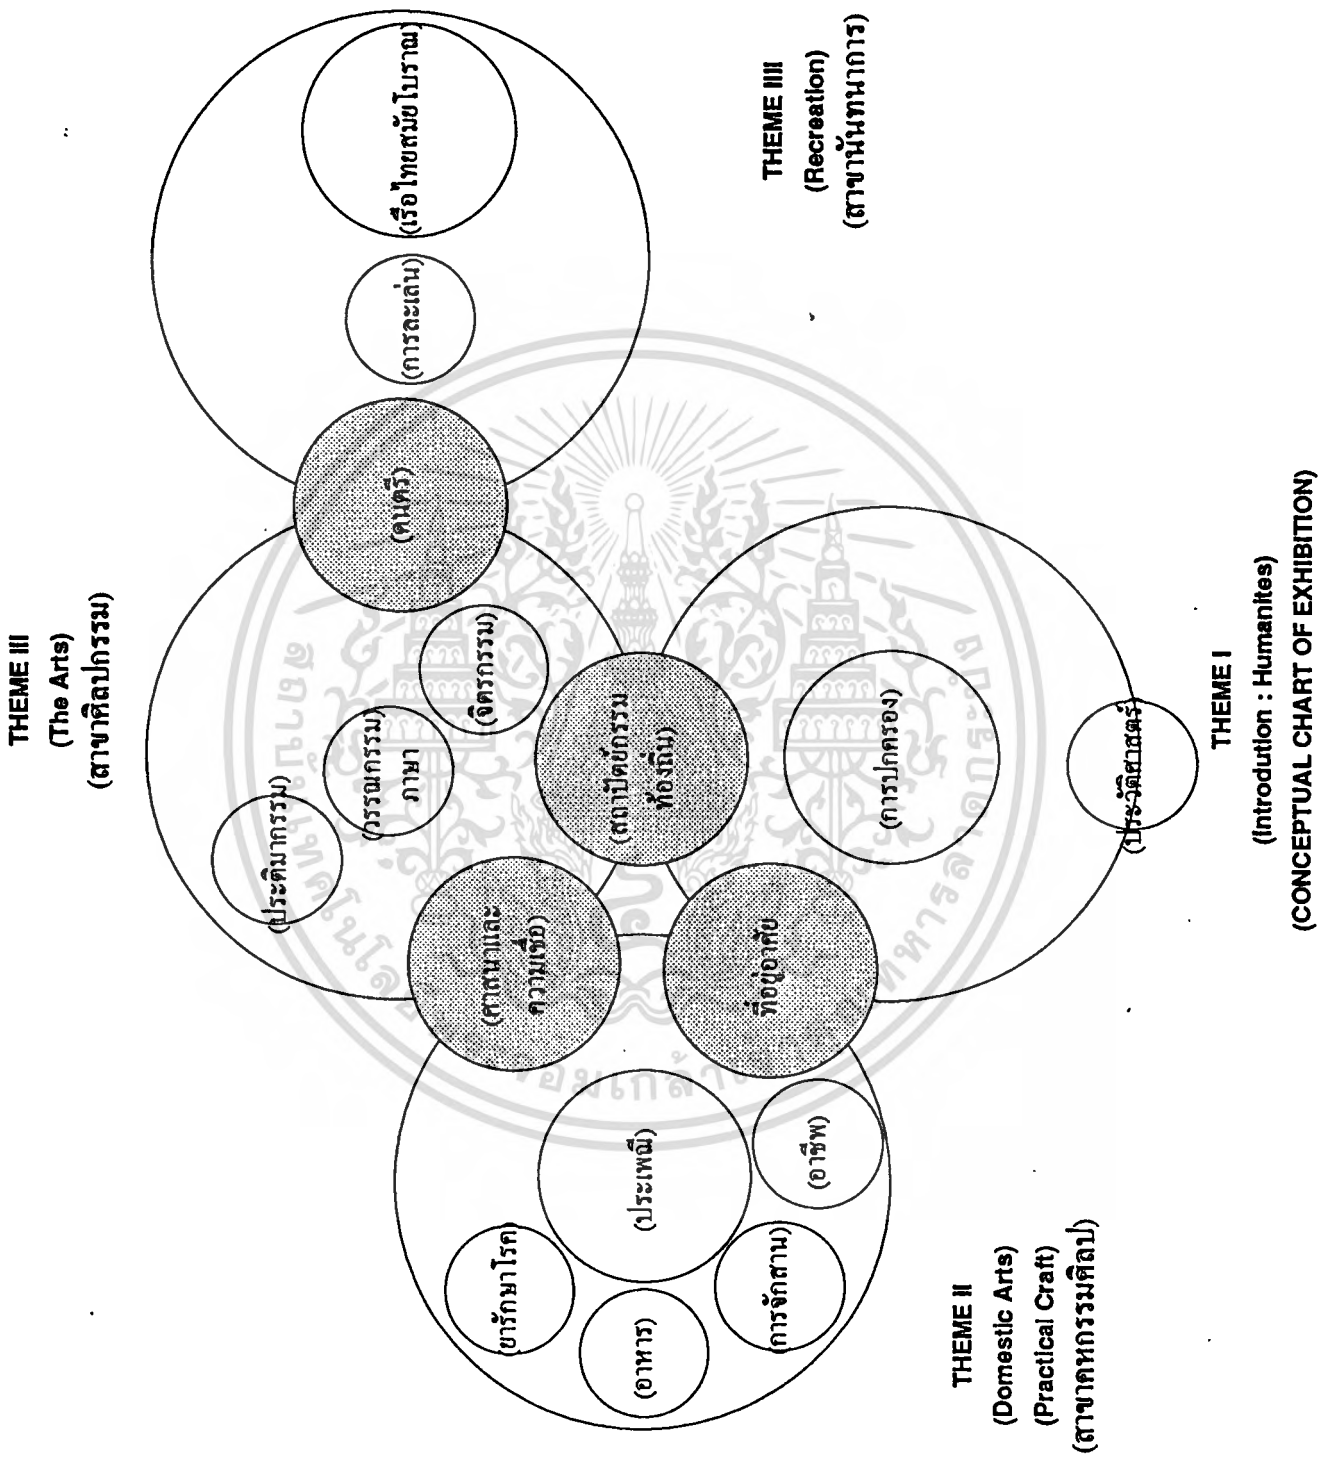 THEME III
(The Arts)
(สาขาศิลปกรรม)
(ประติมากรรม)
(วรรณกรรม
ภาษา
(จิตรกรรม)
(ดนตรี)
(การละเล่น)
(เรือไทยสมัยโบราณ)
THEME IIII
(Recreation)
(สาขานันทนาการ)
(ศาสนาและ
ความเชื่อ)
(สถาปัตยกรรม
ท้องถิ่น)
ที่อยู่อาศัย
(การปกครอง)
(ประวัติศาสตร์)
(ยารักษาโรค)
(ประเพณี)
(อาหาร)
(การจักสาน)
(อาชีพ)
THEME II
(Domestic Arts)
(Practical Craft)
(สาขาคหกรรมศิลป)
THEME I
(Introdution : Humanites)
(CONCEPTUAL CHART OF EXHIBITION)